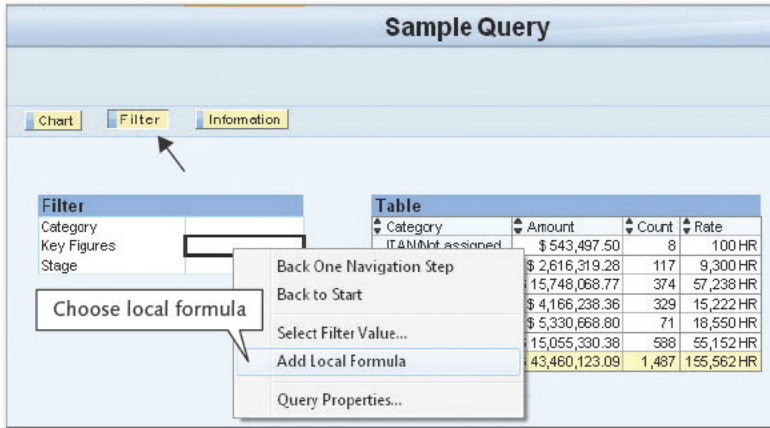 Sample Query
Chart Filter Information
Filter
Category
Key Figures
Stage
Table
Category Amount Count Rate
assigned $ 543,497.50 8 100 HR
$ 2,616,319.28 117 9,300 HR
15,748,068.77 374 57,238 HR
$ 4,166,238.36 329 15,222 HR
$ 5,330,668.80 71 18,550 HR
15,055,330.38 588 55,152 HR
43,460,123.09 1,487 155,562 HR
Back One Navigation Step
Back to Start
Select Filter Value...
Add Local Formula
Query Properties...
Choose local formula